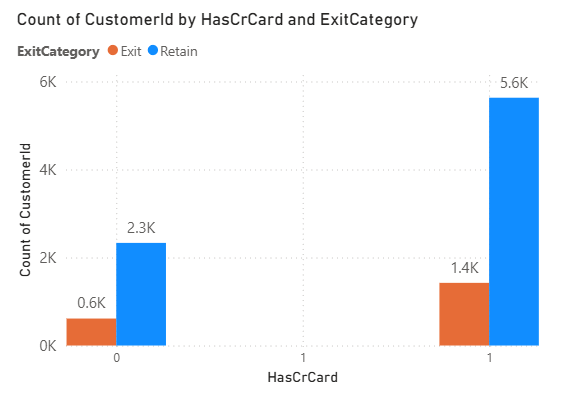 Count of CustomerId by HasCrCard and ExitCategory
ExitCategory Exit Retain
6K
5.6K
4K
2.3K
2K
1.4K
0.6K
0K
0 1 1
Count of CustomerId
HasCrCard